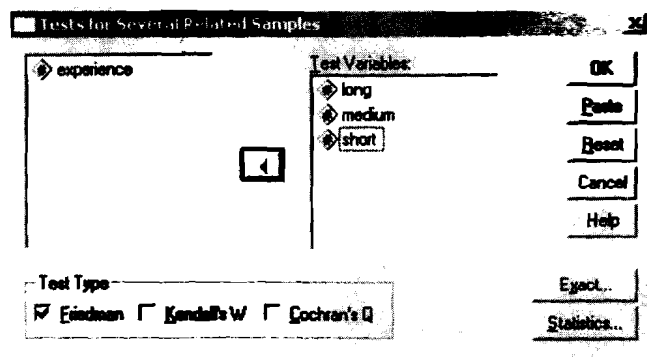 Tests for Several Related Samples
experience
Test Variables:
long
medium
short
OK
Paste
Reset
Cancel
Help
Test Type
Friedman Kendall's W Cochran's Q
Exact...
Statistics...